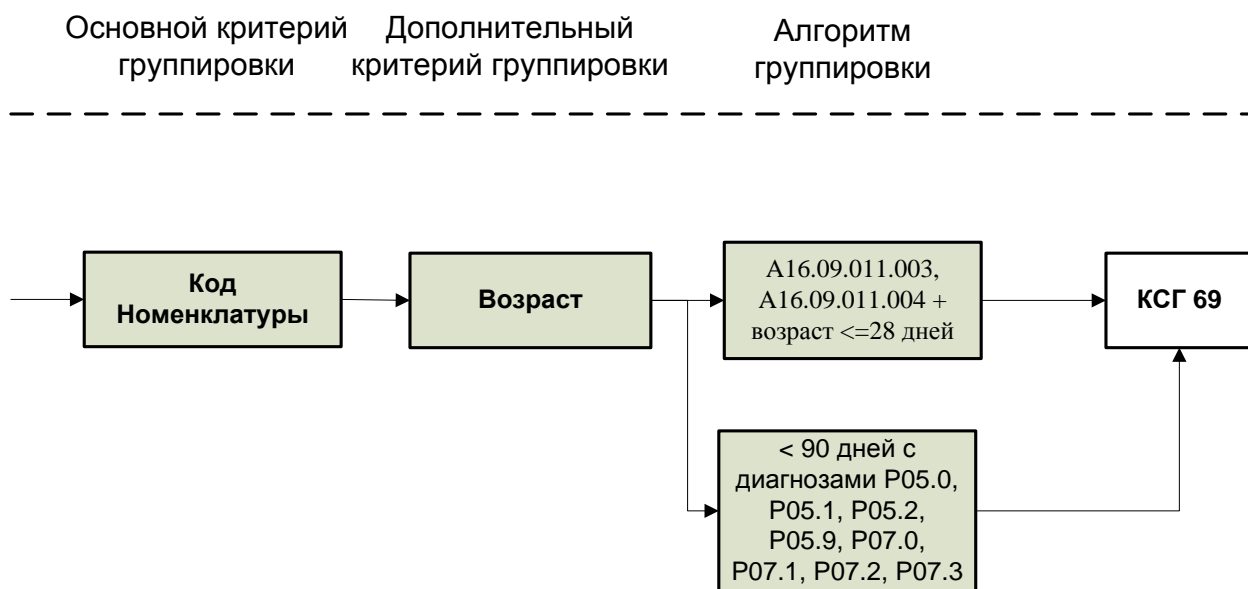 Основной критерий
группировки
Дополнительный
критерий группировки
Алгоритм
группировки
Код
Номенклатуры
Возраст
A16.09.011.003,
A16.09.011.004 +
возраст <=28 дней
КСГ 69
< 90 дней с
диагнозами P05.0,
P05.1, P05.2,
P05.9, P07.0,
P07.1, P07.2, P07.3